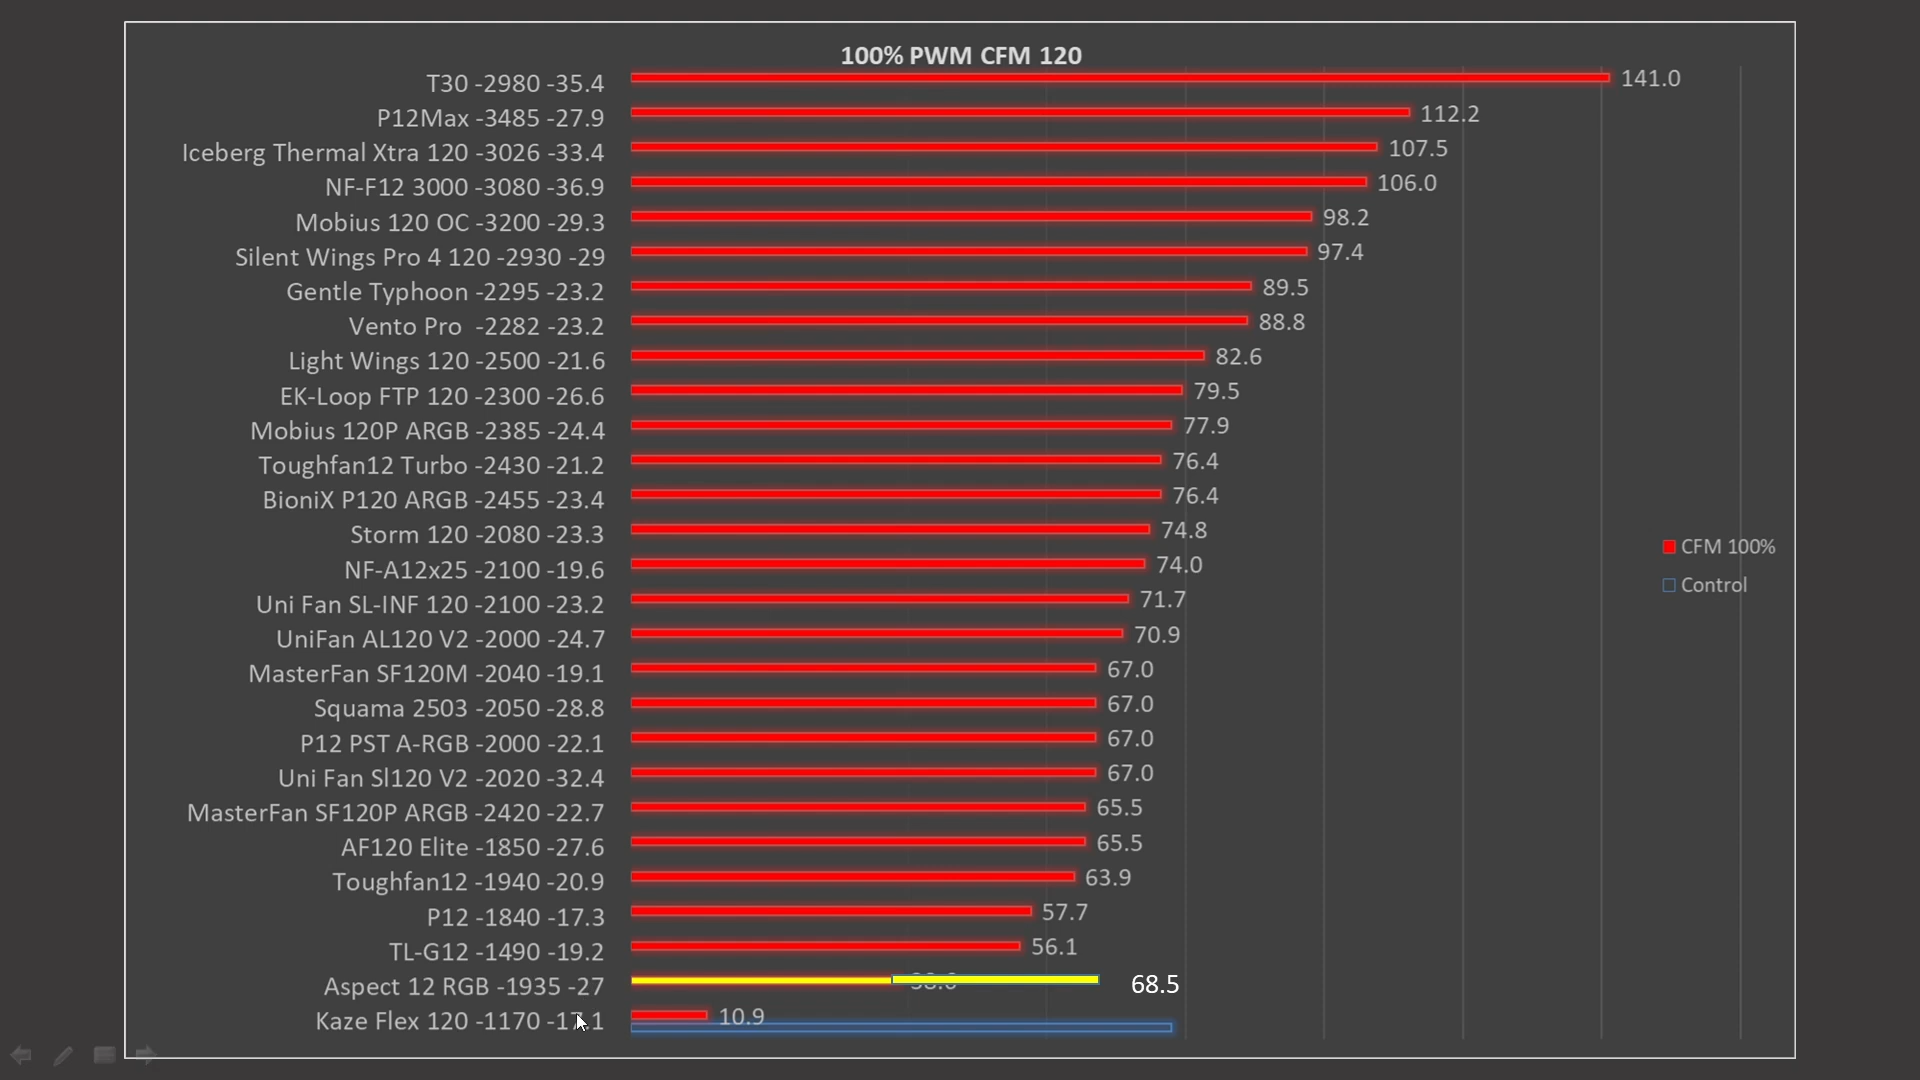 100% PWM CFM 120
T30 -2980 -35.4 141.0
P12Max -3485 -27.9 112.2
Iceberg Thermal Xtra 120 -3026 -33.4 107.5
NF-F12 3000 -3080 -36.9 106.0
Mobius 120 OC -3200 -29.3 98.2
Silent Wings Pro 4 120 -2930 -29 97.4
Gentle Typhoon -2295 -23.2 89.5
Vento Pro  -2282 -23.2 88.8
Light Wings 120 -2500 -21.6 82.6
EK-Loop FTP 120 -2300 -26.6 79.5
Mobius 120P ARGB -2385 -24.4 77.9
Toughfan12 Turbo -2430 -21.2 76.4
BioniX P120 ARGB -2455 -23.4 76.4
Storm 120 -2080 -23.3 74.8
NF-A12x25 -2100 -19.6 74.0
Uni Fan SL-INF 120 -2100 -23.2 71.7
UniFan AL120 V2 -2000 -24.7 70.9
MasterFan SF120M -2040 -19.1 67.0
Squama 2503 -2050 -28.8 67.0
P12 PST A-RGB -2000 -22.1 67.0
Uni Fan Sl120 V2 -2020 -32.4 67.0
MasterFan SF120P ARGB -2420 -22.7 65.5
AF120 Elite -1850 -27.6 65.5
Toughfan12 -1940 -20.9 63.9
P12 -1840 -17.3 57.7
TL-G12 -1490 -19.2 56.1
Aspect 12 RGB -1935 -27 68.5
Kaze Flex 120 -1170 -17.1 10.9
CFM 100%
Control